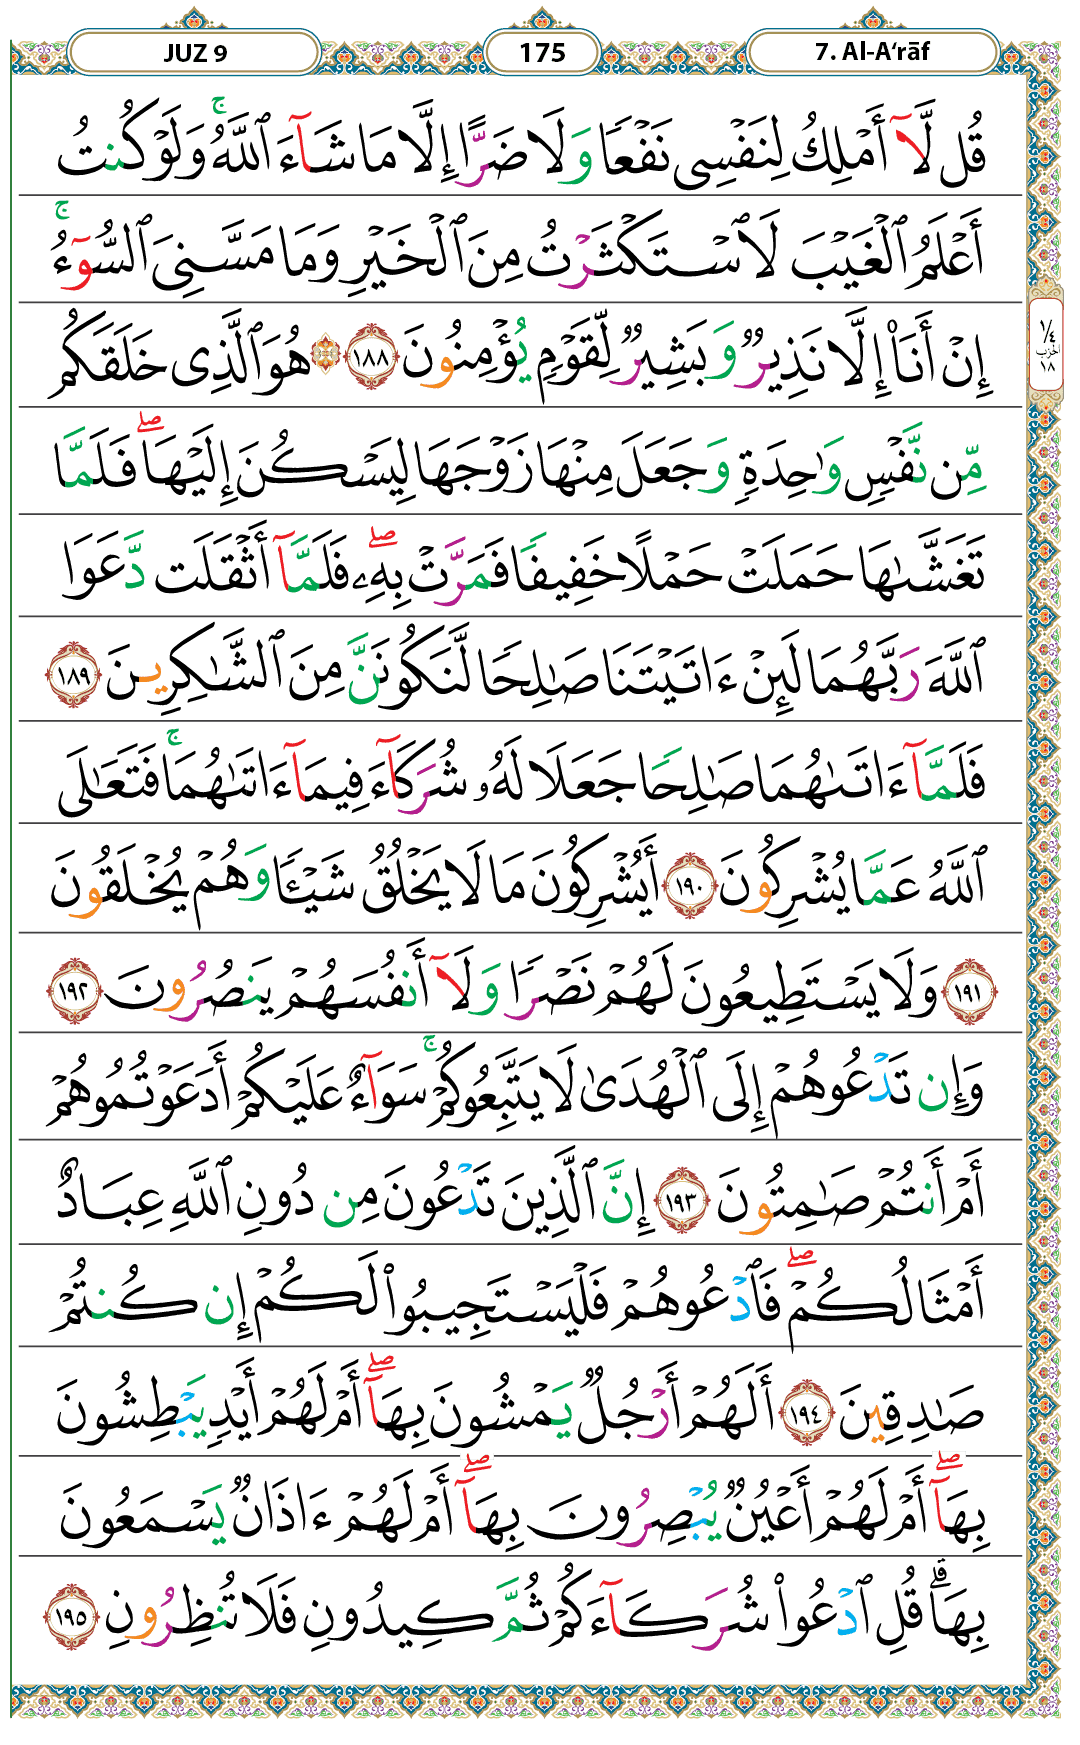 JUZ 9 175 7. Al-A‘rāf
قُل لَّآ أَمْلِكُ لِنَفْسِى نَفْعًا وَلَا ضَرًّا إِلَّا مَا شَآءَ ٱللَّهُ ۚ وَلَوْ كُنتُ
أَعْلَمُ ٱلْغَيْبَ لَٱسْتَكْثَرْتُ مِنَ ٱلْخَيْرِ وَمَا مَسَّنِىَ ٱلسُّوٓءُ ۚ
إِنْ أَنَا۠ إِلَّا نَذِيرٌ وَبَشِيرٌ لِّقَوْمٍ يُؤْمِنُونَ ١٨٨ ۞ هُوَ ٱلَّذِى خَلَقَكُم
مِّن نَّفْسٍ وَٰحِدَةٍ وَجَعَلَ مِنْهَا زَوْجَهَا لِيَسْكُنَ إِلَيْهَا ۖ فَلَمَّا
تَغَشَّىٰهَا حَمَلَتْ حَمْلًا خَفِيفًا فَمَرَّتْ بِهِۦ ۖ فَلَمَّآ أَثْقَلَت دَّعَوَا
ٱللَّهَ رَبَّهُمَا لَئِنْ ءَاتَيْتَنَا صَٰلِحًا لَّنَكُونَنَّ مِنَ ٱلشَّٰكِرِينَ ١٨٩
فَلَمَّآ ءَاتَىٰهُمَا صَٰلِحًا جَعَلَا لَهُۥ شُرَكَآءَ فِيمَآ ءَاتَىٰهُمَا ۚ فَتَعَٰلَى
ٱللَّهُ عَمَّا يُشْرِكُونَ ١٩٠ أَيُشْرِكُونَ مَا لَا يَخْلُقُ شَيْـًٔا وَهُمْ يُخْلَقُونَ
١٩١ وَلَا يَسْتَطِيعُونَ لَهُمْ نَصْرًا وَلَآ أَنفُسَهُمْ يَنصُرُونَ ١٩٢
وَإِن تَدْعُوهُمْ إِلَى ٱلْهُدَىٰ لَا يَتَّبِعُوكُمْ ۚ سَوَآءٌ عَلَيْكُمْ أَدَعَوْتُمُوهُمْ
أَمْ أَنتُمْ صَٰمِتُونَ ١٩٣ إِنَّ ٱلَّذِينَ تَدْعُونَ مِن دُونِ ٱللَّهِ عِبَادٌ
أَمْثَالُكُمْ ۖ فَٱدْعُوهُمْ فَلْيَسْتَجِيبُوا۟ لَكُمْ إِن كُنتُمْ
صَٰدِقِينَ ١٩٤ أَلَهُمْ أَرْجُلٌ يَمْشُونَ بِهَآ ۖ أَمْ لَهُمْ أَيْدٍ يَبْطِشُونَ
بِهَآ ۖ أَمْ لَهُمْ أَعْيُنٌ يُبْصِرُونَ بِهَآ ۖ أَمْ لَهُمْ ءَاذَانٌ يَسْمَعُونَ
بِهَا ۗ قُلِ ٱدْعُوا۟ شُرَكَآءَكُمْ ثُمَّ كِيدُونِ فَلَا تُنظِرُونِ ١٩٥
١/٤
الحزب
١٨